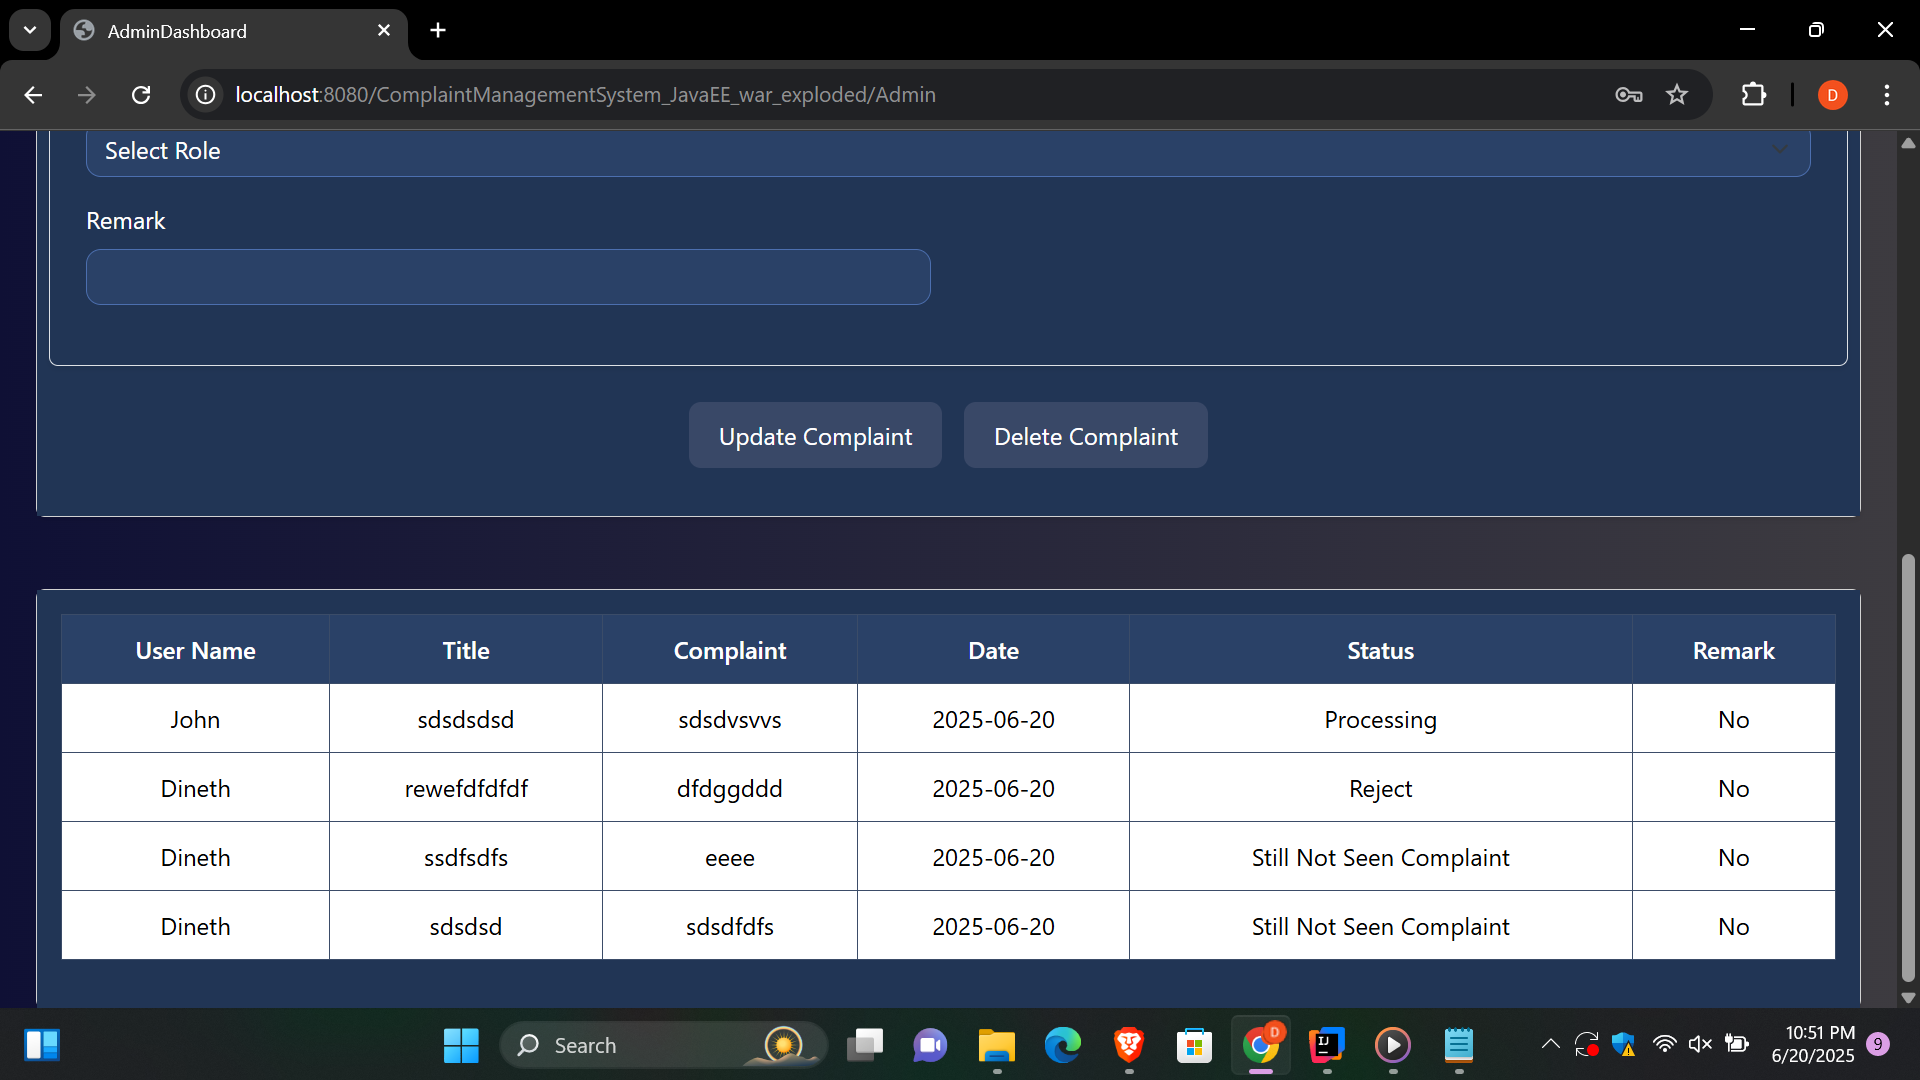 AdminDashboard
localhost:8080/ComplaintManagementSystem_JavaEE_war_exploded/Admin
D
Select Role
Remark
Update Complaint
Delete Complaint
User Name Title Complaint Date Status Remark
John sdsdsdsd sdsdvsvvs 2025-06-20 Processing No
Dineth rewefdfdfdf dfdggddd 2025-06-20 Reject No
Dineth ssdfsdfs eeee 2025-06-20 Still Not Seen Complaint No
Dineth sdsdsd sdsdfdfs 2025-06-20 Still Not Seen Complaint No
Search
D
IJ
10:51 PM
6/20/2025
9